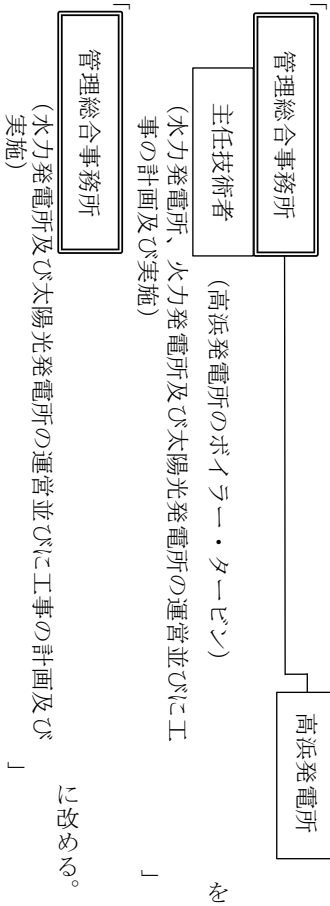 「
管理総合事務所
高浜発電所
主任技術者
(高浜発電所のボイラー・タービン)
(水力発電所、火力発電所及び太陽光発電所の運営並びに工
事の計画及び実施)
」
を
「
管理総合事務所
(水力発電所及び太陽光発電所の運営並びに工事の計画及び
実施)
」
に改める。